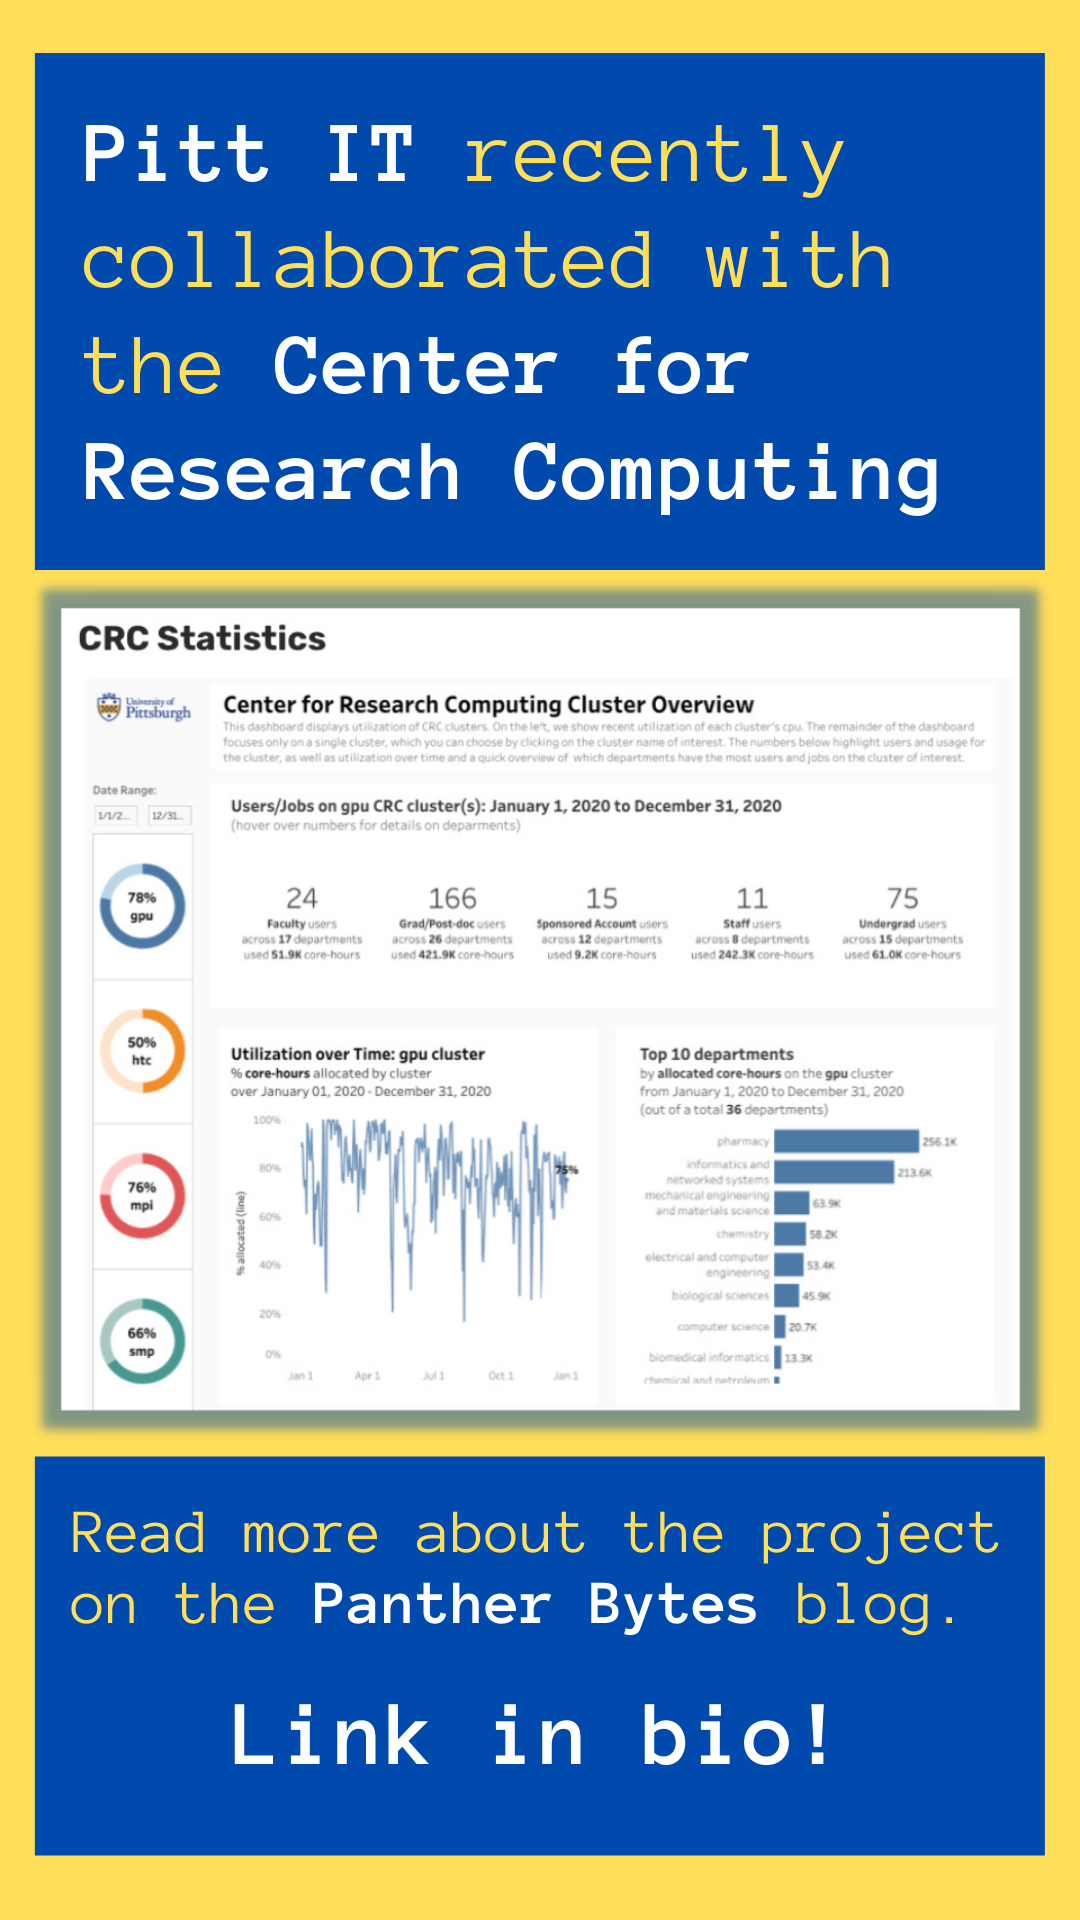 Pitt IT recently
collaborated with
the Center for
Research Computing
CRC Statistics
University of
Pittsburgh
Center for Research Computing Cluster Overview
This dashboard displays utilization of CRC clusters. On the left, we show recent utilization of each cluster's cpu. The remainder of the dashboard
focuses only on a single cluster, which you can choose by clicking on the cluster name of interest. The numbers below highlight users and usage for
the cluster, as well as utilization over time and a quick overview of which departments have the most users and jobs on the cluster of interest.
Date Range:
1/1/2...
12/31...
78%
gpu
50%
htc
76%
mpi
66%
smp
Users/Jobs on gpu CRC cluster(s): January 1, 2020 to December 31, 2020
(hover over numbers for details on deparments)
24
Faculty users
across 17 departments
used 51.9K core-hours
166
Grad/Post-doc users
across 26 departments
used 421.9K core-hours
15
Sponsored Account users
across 12 departments
used 9.2K core-hours
11
Staff users
across 8 departments
used 242.3K core-hours
75
Undergrad users
across 15 departments
used 61.0K core-hours
Utilization over Time: gpu cluster
% core-hours allocated by cluster
over January 01, 2020 - December 31, 2020
% allocated (line)
100%
80%
60%
40%
20%
0%
75%
Jan 1
Apr 1
Jul 1
Oct 1
Jan 1
Top 10 departments
by allocated core-hours on the gpu cluster
from January 1, 2020 to December 31, 2020
(out of a total 36 departments)
pharmacy 256.1K
informatics and
networked systems 213.6K
mechanical engineering
and materials science 63.9K
chemistry 58.2K
electrical and computer
engineering 53.4K
biological sciences 45.9K
computer science 20.7K
biomedical informatics 13.3K
chemical and petroleum
Read more about the project
on the Panther Bytes blog.
Link in bio!